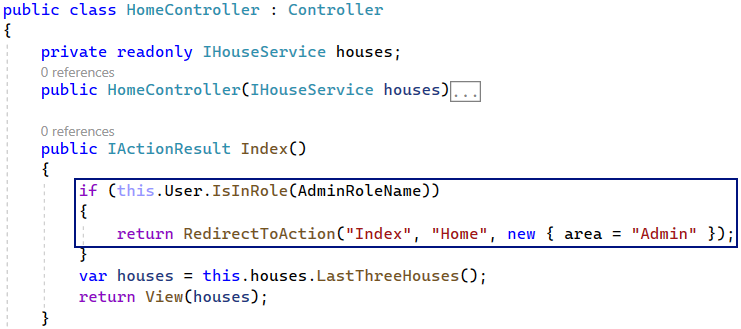 public class HomeController : Controller
{
    private readonly IHouseService houses;
    0 references
    public HomeController(IHouseService houses)...
    0 references
    public IActionResult Index()
    {
        if (this.User.IsInRole(AdminRoleName))
        {
            return RedirectToAction("Index", "Home", new { area = "Admin" });
        }
        var houses = this.houses.LastThreeHouses();
        return View(houses);
    }